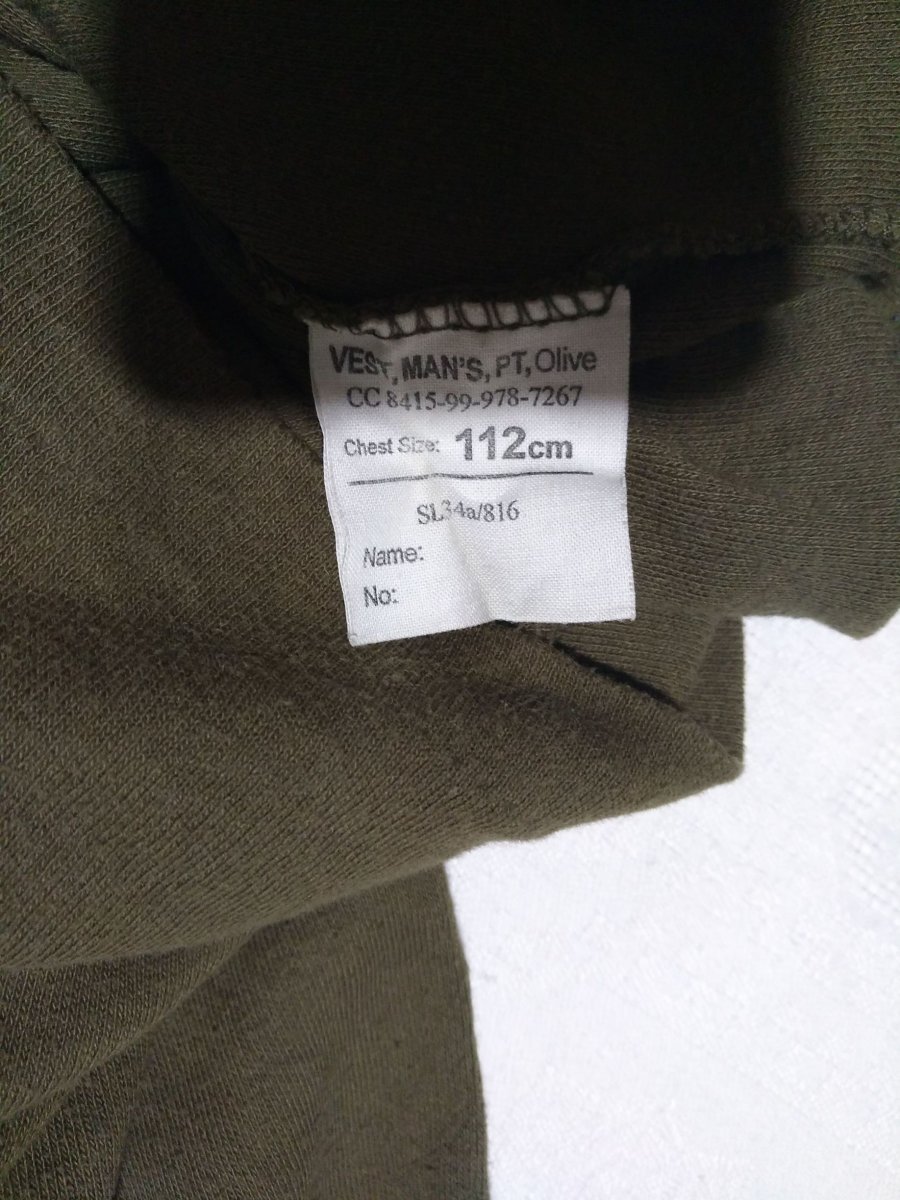 VEST, MAN'S, PT, Olive
CC 8415-99-978-7267
Chest Size: 112cm
SL34a/816
Name:
No: